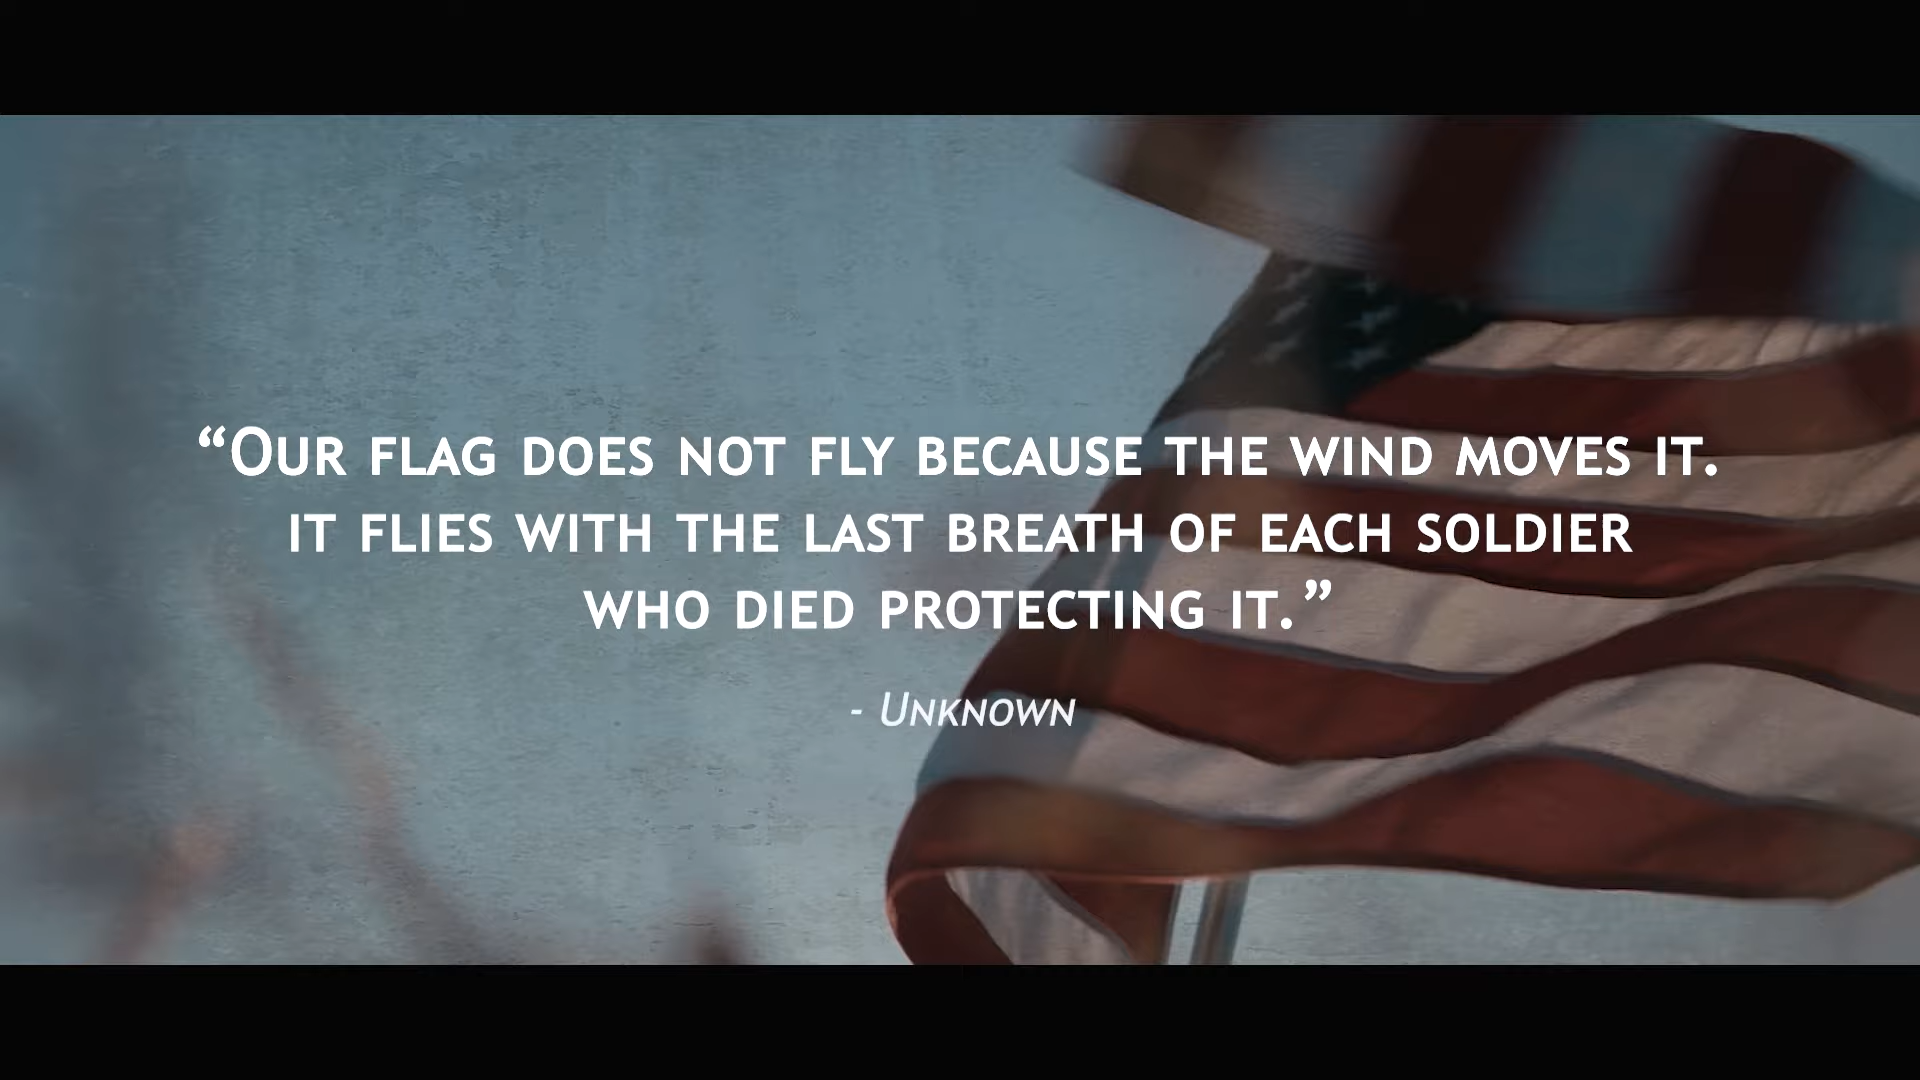 “Our flag does not fly because the wind moves it.
it flies with the last breath of each soldier
who died protecting it.”
- Unknown